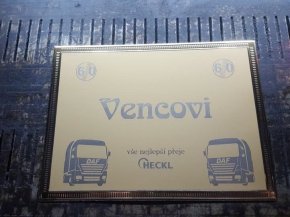 60 60
Vencovi
vše nejlepší přeje
HECKL
DAF DAF